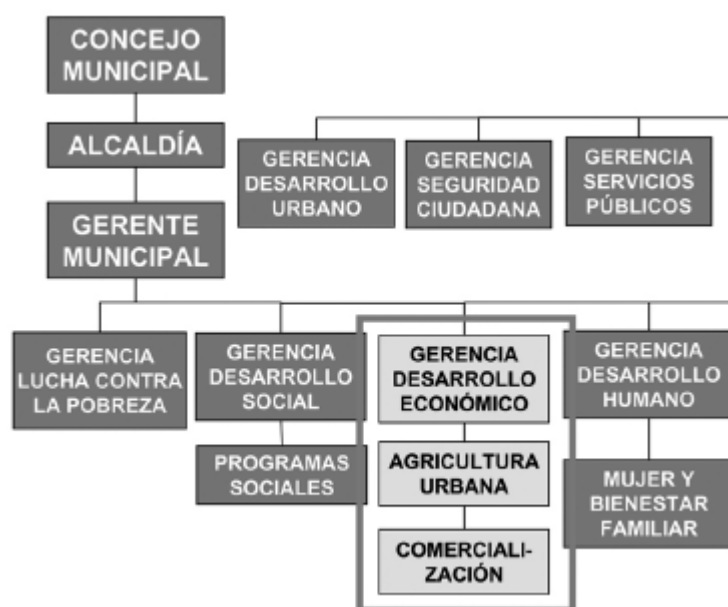 CONCEJO
MUNICIPAL
ALCALDÍA
GERENTE
MUNICIPAL
GERENCIA
DESARROLLO
URBANO
GERENCIA
SEGURIDAD
CIUDADANA
GERENCIA
SERVICIOS
PÚBLICOS
GERENCIA
LUCHA CONTRA
LA POBREZA
GERENCIA
DESARROLLO
SOCIAL
PROGRAMAS
SOCIALES
GERENCIA
DESARROLLO
ECONÓMICO
AGRICULTURA
URBANA
COMERCIALI-
ZACIÓN
GERENCIA
DESARROLLO
HUMANO
MUJER Y
BIENESTAR
FAMILIAR